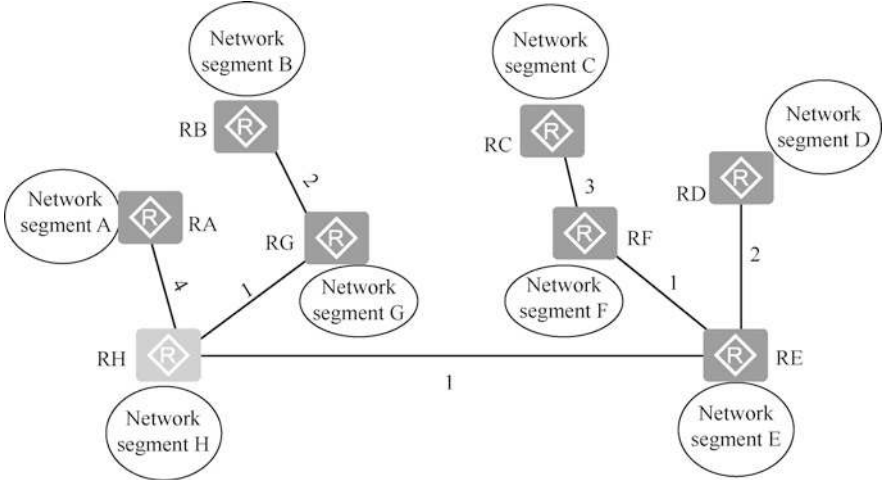 Network
segment B
Network
segment C
Network
segment D
RB
R
RC
R
RD
R
Network
segment A
R
RA
2
3
RG
R
R
RF
2
4
1
Network
segment G
Network
segment F
1
RH
R
R
RE
1
Network
segment H
Network
segment E